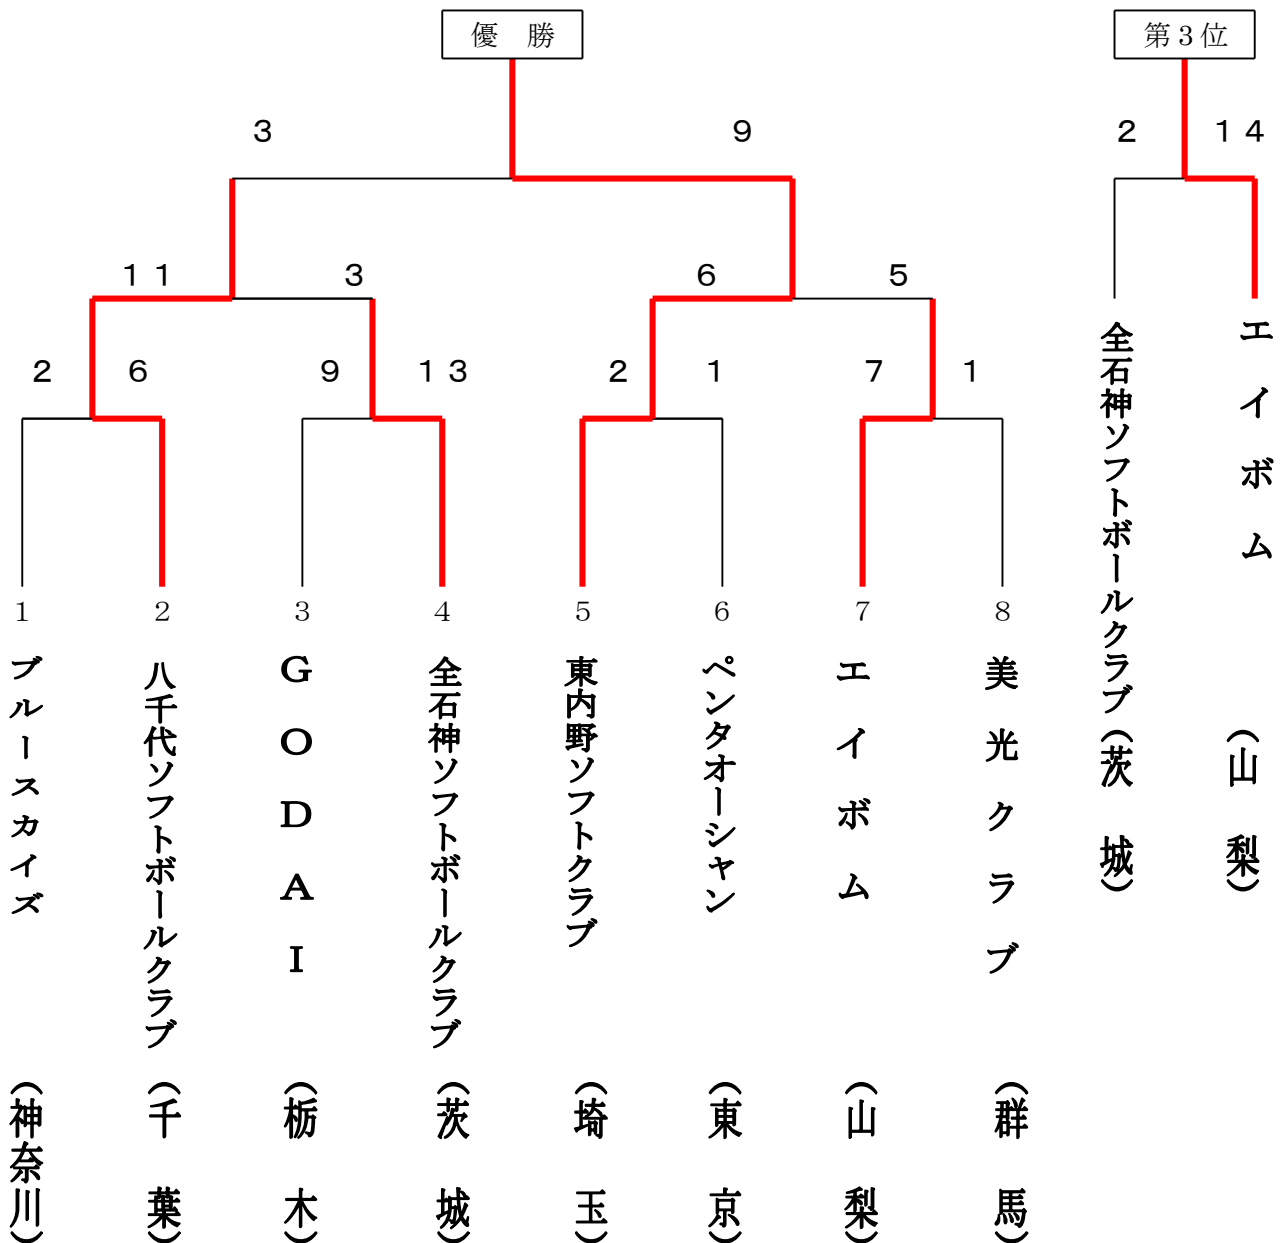 優　勝
第３位
３
９
２
１４
１１
３
６
５
２
６
９
１３
２
１
７
１
１
２
３
４
５
６
７
８
ブルースカイズ
（神奈川）
八千代ソフトボールクラブ
（千　葉）
ＧＯＤＡＩ
（栃　木）
全石神ソフトボールクラブ
（茨　城）
東内野ソフトクラブ
（埼　玉）
ペンタオーシャン
（東　京）
エイボム
（山　梨）
美光クラブ
（群　馬）
全石神ソフトボールクラブ（茨　城）
エイボム
（山　梨）